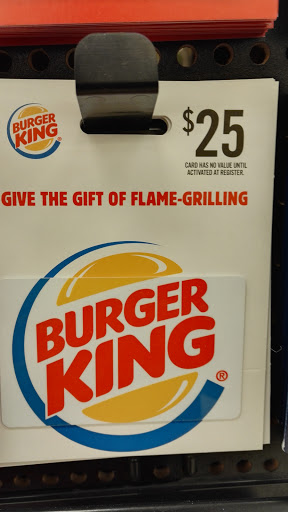 BURGER
KING
$25
CARD HAS NO VALUE UNTIL
ACTIVATED AT REGISTER.
GIVE THE GIFT OF FLAME-GRILLING
BURGER
KING®